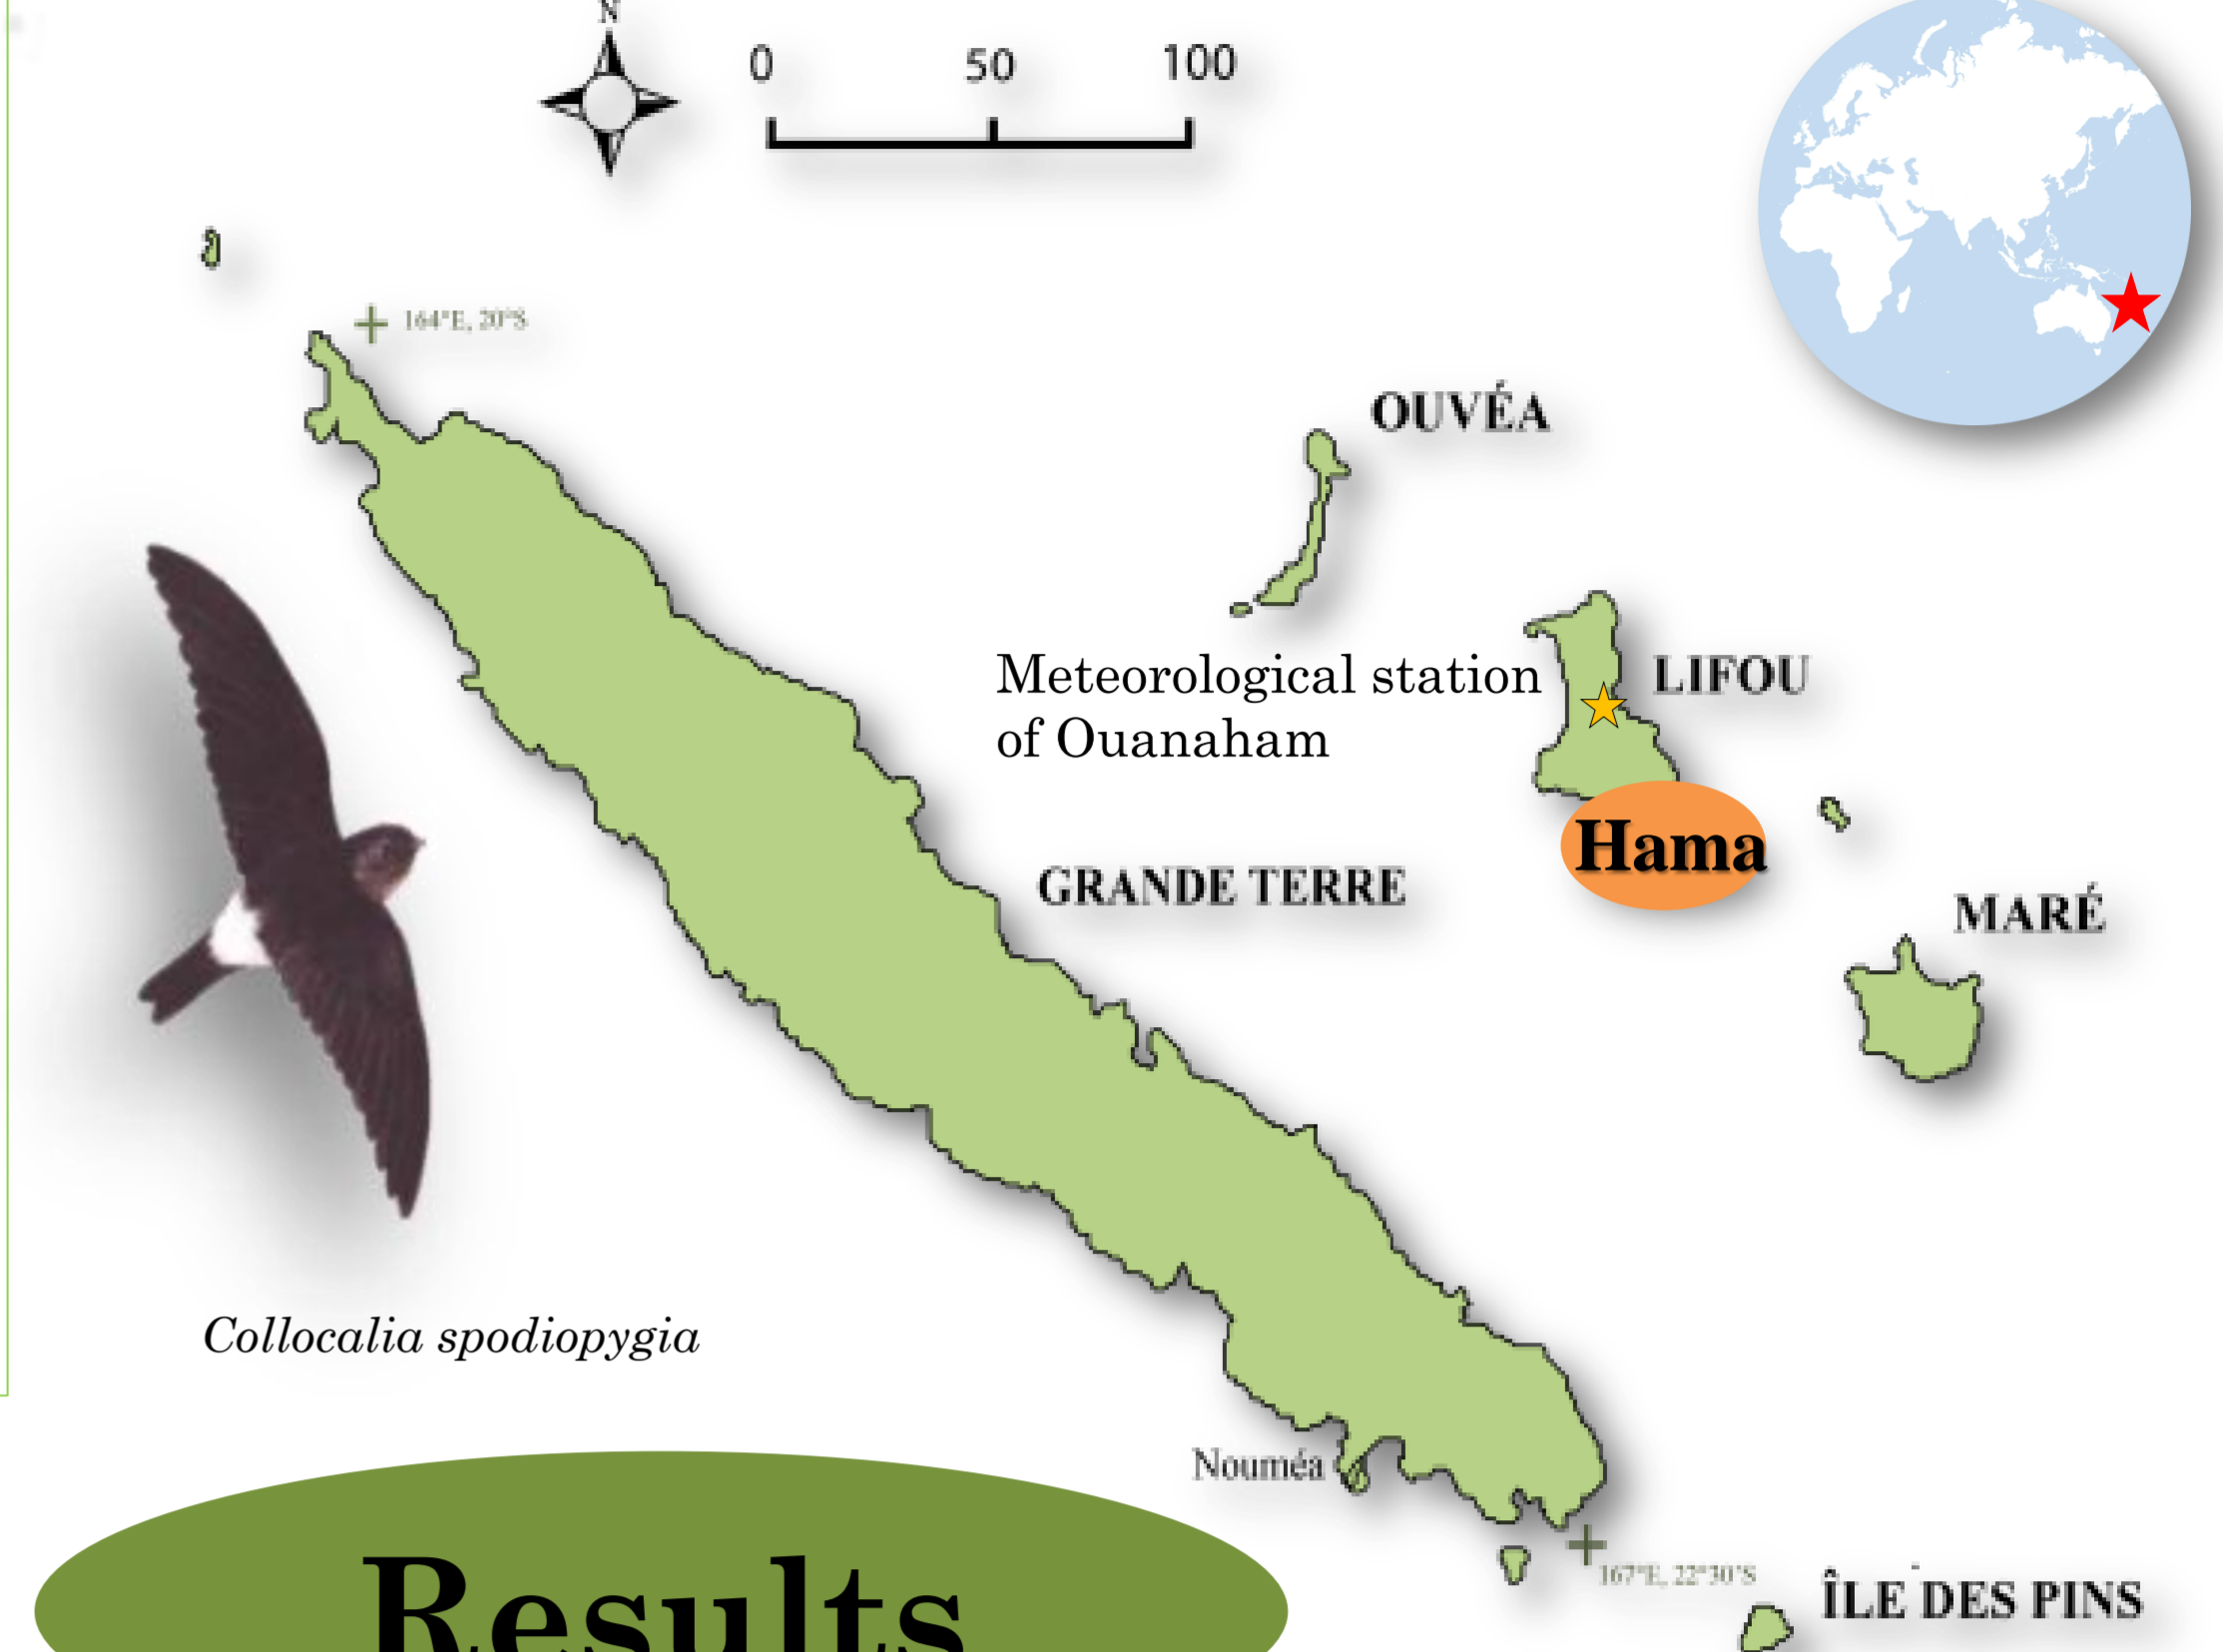 N
0 50 100
164°E, 20°S
OUVÉA
Meteorological station
of Ouanaham
LIFOU
Hama
GRANDE TERRE
MARÉ
Collocalia spodiopygia
Nouméa
167°E, 22°30'S
ÎLE DES PINS
Results